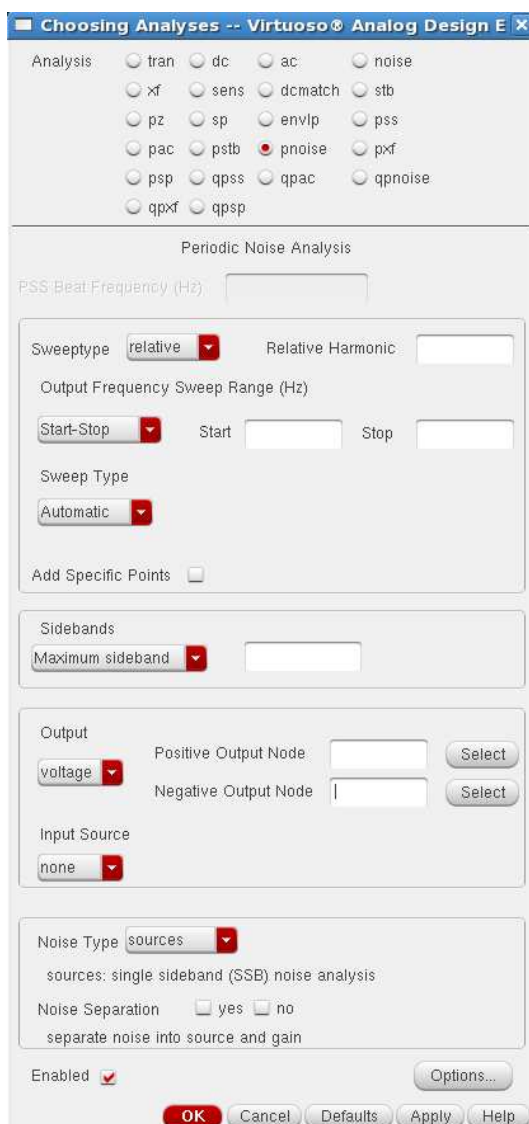 Choosing Analyses -- Virtuoso® Analog Design E
Analysis tran dc ac noise
xf sens dcmatch stb
pz sp envlp pss
pac pstb pnoise pxf
psp qpss qpac qpnoise
qpxf qpsp
Periodic Noise Analysis
PSS Beat Frequency (Hz)
Sweeptype relative Relative Harmonic
Output Frequency Sweep Range (Hz)
Start-Stop Start Stop
Sweep Type
Automatic
Add Specific Points
Sidebands
Maximum sideband
Output
voltage
Positive Output Node Select
Negative Output Node Select
Input Source
none
Noise Type sources
sources: single sideband (SSB) noise analysis
Noise Separation yes no
separate noise into source and gain
Enabled Options...
OK Cancel Defaults Apply Help